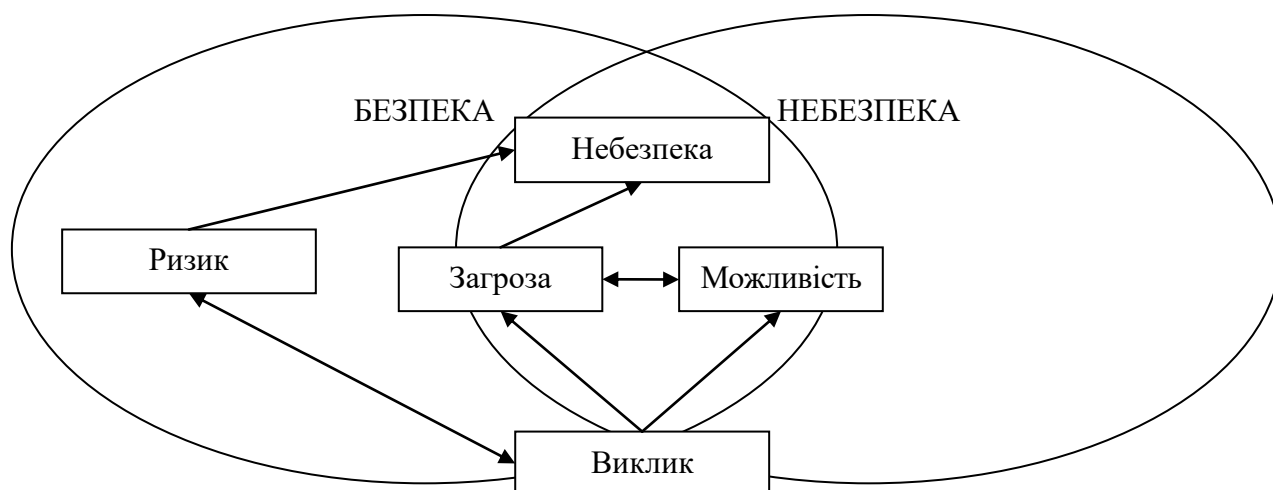 БЕЗПЕКА
НЕБЕЗПЕКА
Небезпека
Ризик
Загроза
Можливість
Виклик